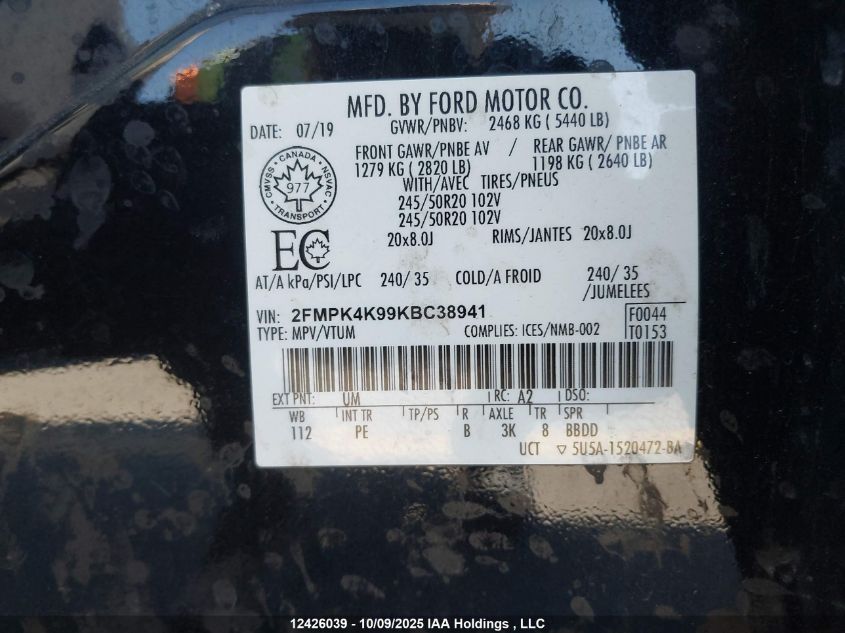 MFD. BY FORD MOTOR CO.
DATE: 07/19 GVWR/PNBV: 2468 KG ( 5440 LB)
FRONT GAWR/PNBE AV / REAR GAWR/ PNBE AR
1279 KG ( 2820 LB) 1198 KG ( 2640 LB)
WITH/AVEC TIRES/PNEUS
245/50R20 102V
245/50R20 102V
20x8.0J RIMS/JANTES 20x8.0J
CANADA
CMVSS 977 NSVAC
TRANSPORT
EC
AT/A kPa/PSI/LPC 240/ 35 COLD/A FROID 240/ 35
/JUMELEES
VIN: 2FMPK4K99KBC38941 F0044
TYPE: MPV/VTUM COMPLIES: ICES/NMB-002 T0153
EXT PNT: UM RC: A2 DSO:
WB INT TR TP/PS R AXLE TR SPR
112 PE B 3K 8 BBDD
UCT ▽ 5U5A-1520472-BA
12426039 - 10/09/2025 IAA Holdings , LLC